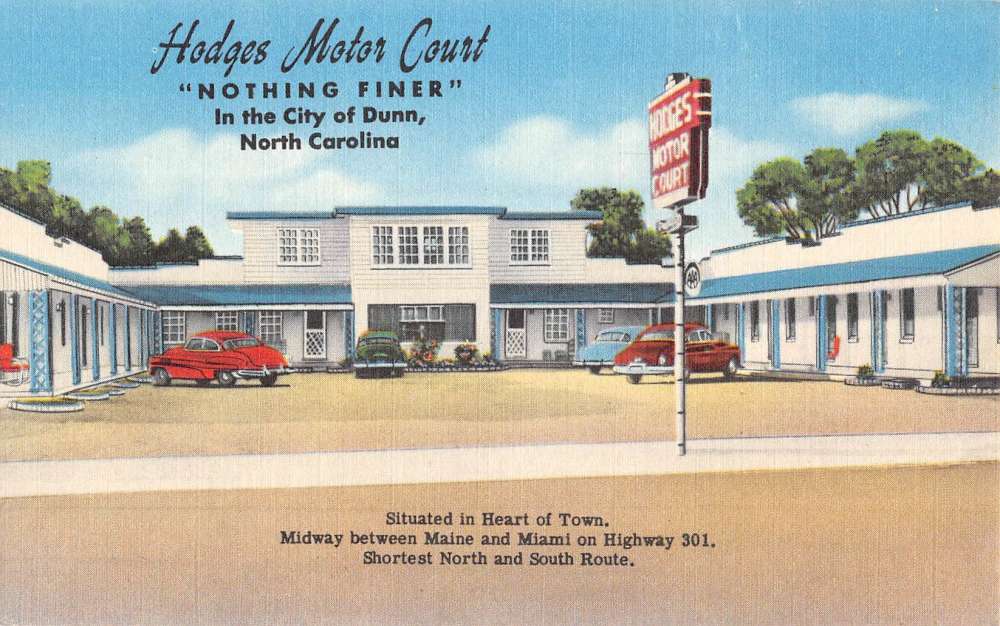 Hodges Motor Court
"NOTHING FINER"
In the City of Dunn,
North Carolina
HODGES
MOTOR
COURT
AAA
Situated in Heart of Town.
Midway between Maine and Miami on Highway 301.
Shortest North and South Route.